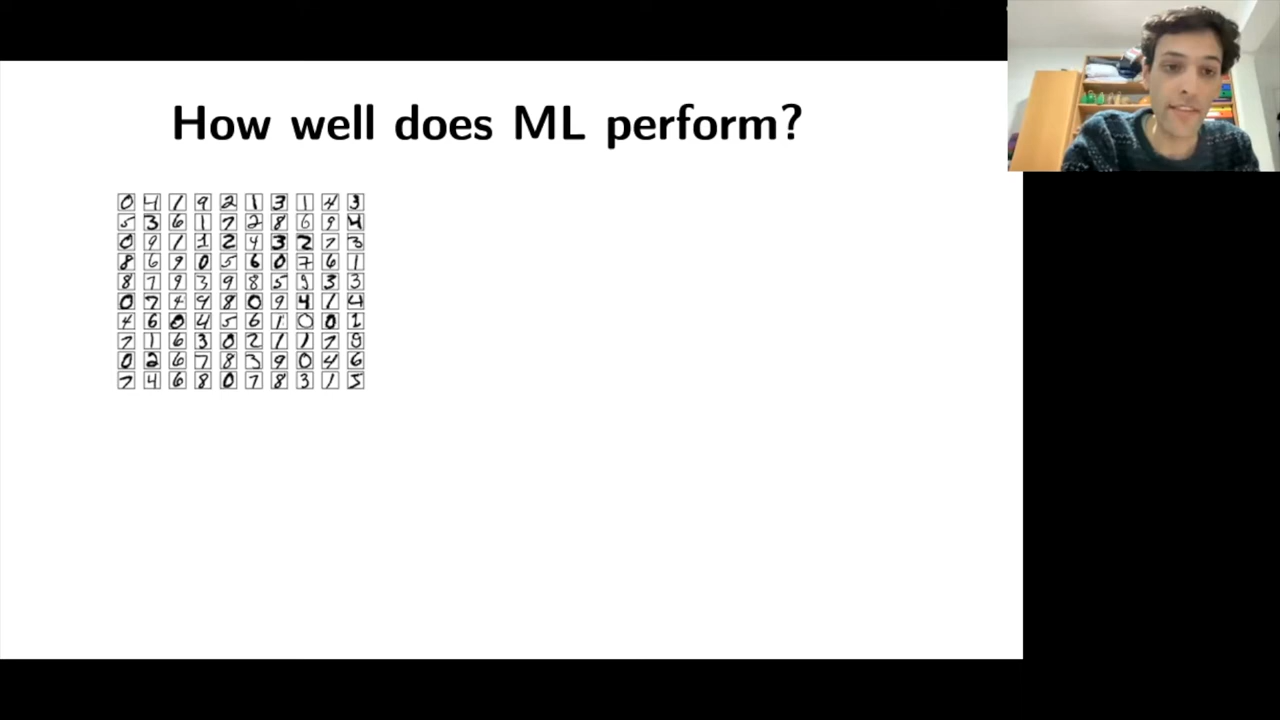 How well does ML perform?
0 4 1 9 2 1 3 1 4 3
5 3 6 1 7 2 8 6 9 4
0 9 1 1 2 4 3 2 7 3
8 6 9 0 5 6 0 7 6 1
8 7 9 3 9 8 5 9 3 3
0 7 4 9 8 0 9 4 1 4
4 6 0 4 5 6 1 0 0 1
7 1 6 3 0 2 1 1 7 9
0 2 6 7 8 3 9 0 4 6
7 4 6 8 0 7 8 3 1 5